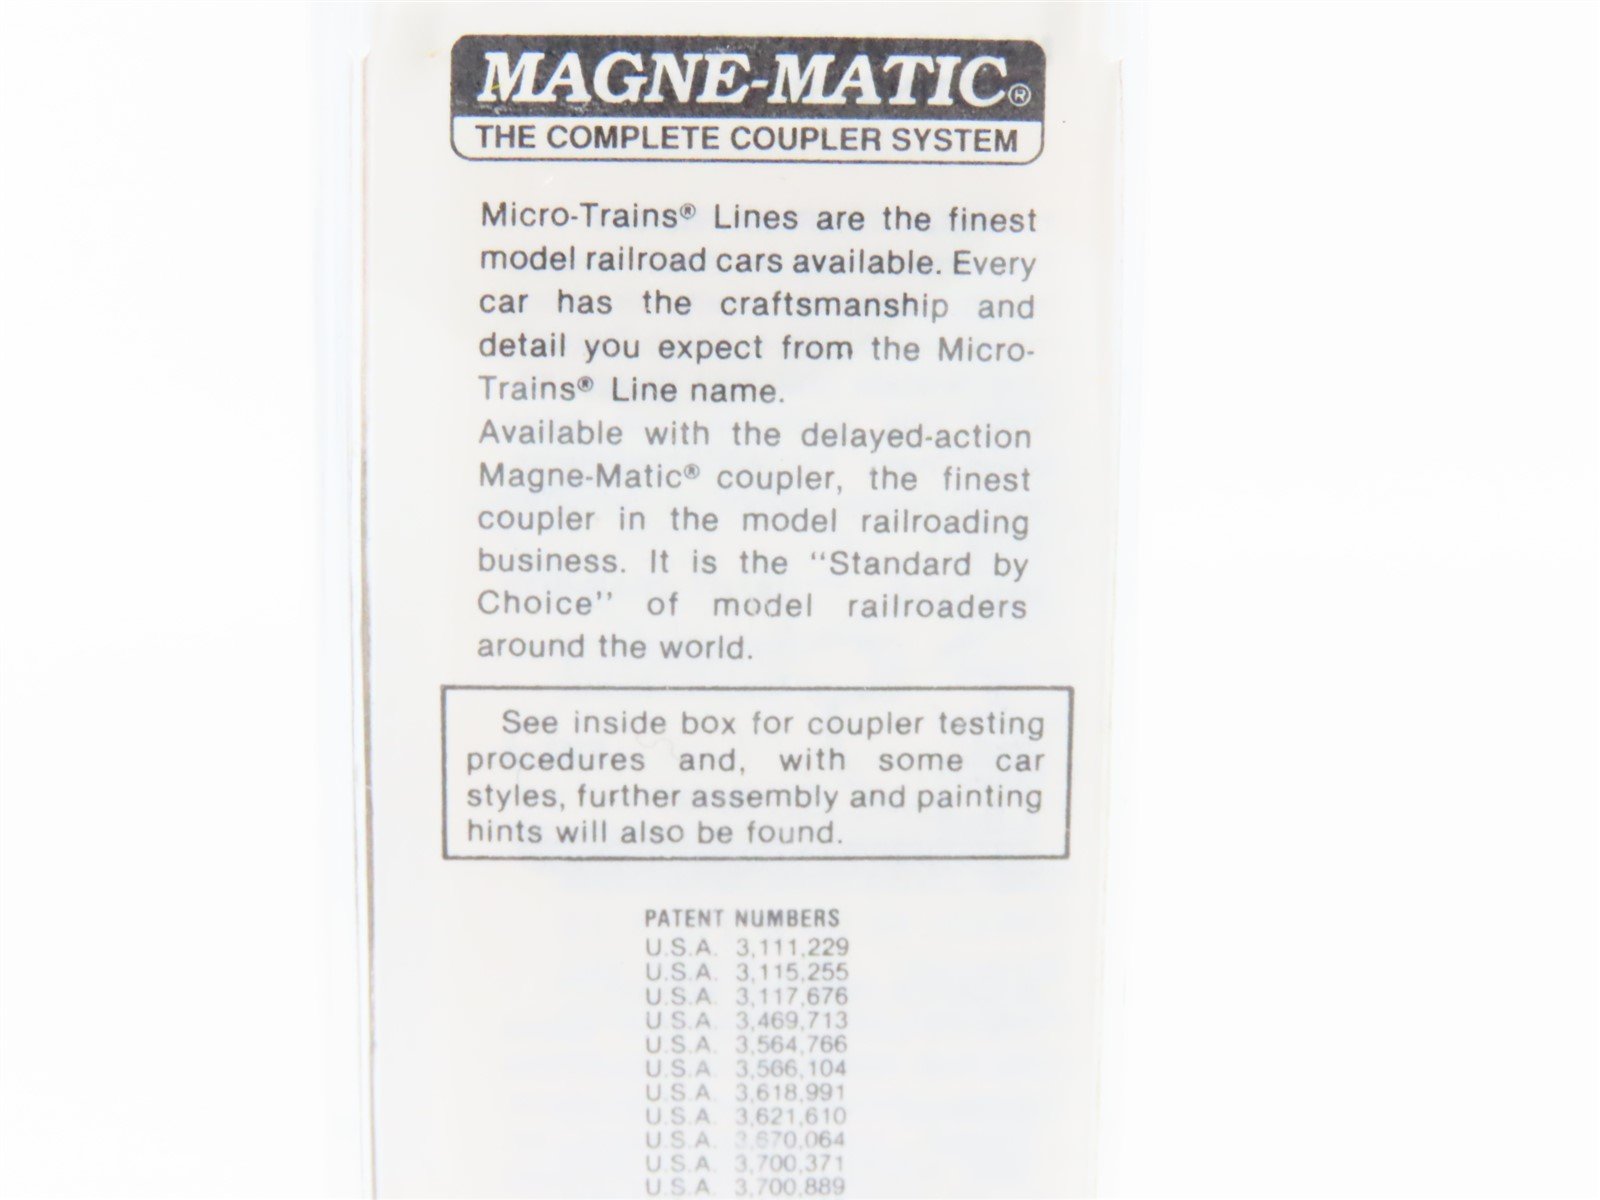 MAGNE-MATIC®
THE COMPLETE COUPLER SYSTEM
Micro-Trains® Lines are the finest
model railroad cars available. Every
car has the craftsmanship and
detail you expect from the Micro-
Trains® Line name.
Available with the delayed-action
Magne-Matic® coupler, the finest
coupler in the model railroading
business. It is the "Standard by
Choice" of model railroaders
around the world.
See inside box for coupler testing
procedures and, with some car
styles, further assembly and painting
hints will also be found.
PATENT NUMBERS
U.S.A. 3,111,229
U.S.A. 3,115,255
U.S.A. 3,117,676
U.S.A. 3,469,713
U.S.A. 3,564,766
U.S.A. 3,566,104
U.S.A. 3,618,991
U.S.A. 3,621,610
U.S.A. 3,670,064
U.S.A. 3,700,371
U.S.A. 3,700,889